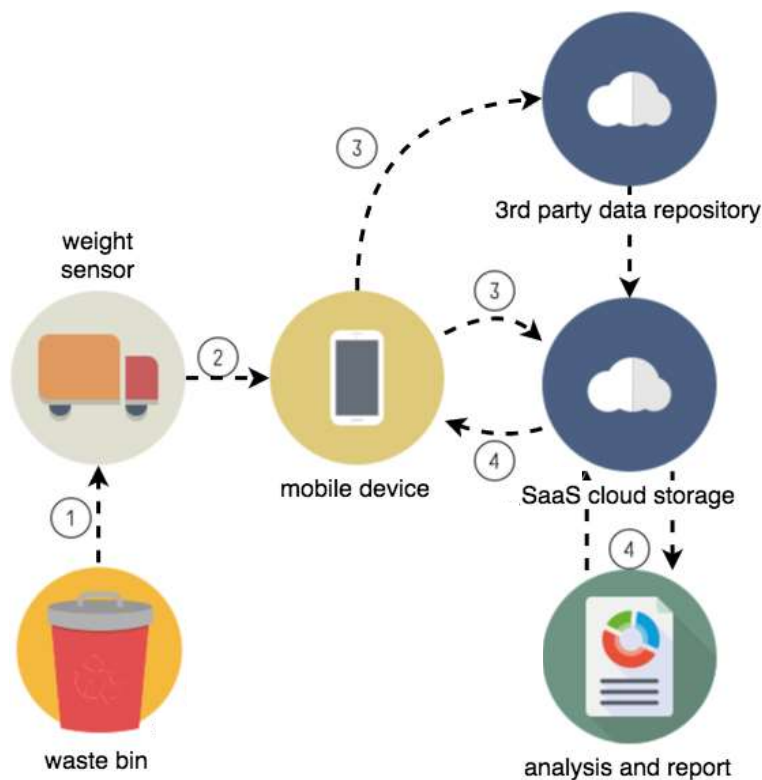 3
3rd party data repository
weight
sensor
3
2
4
mobile device
SaaS cloud storage
1
4
waste bin
analysis and report